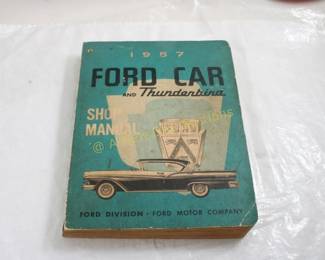 1957
FORD CAR
AND Thunderbird
SHOP
MANUAL
FORD DIVISION · FORD MOTOR COMPANY